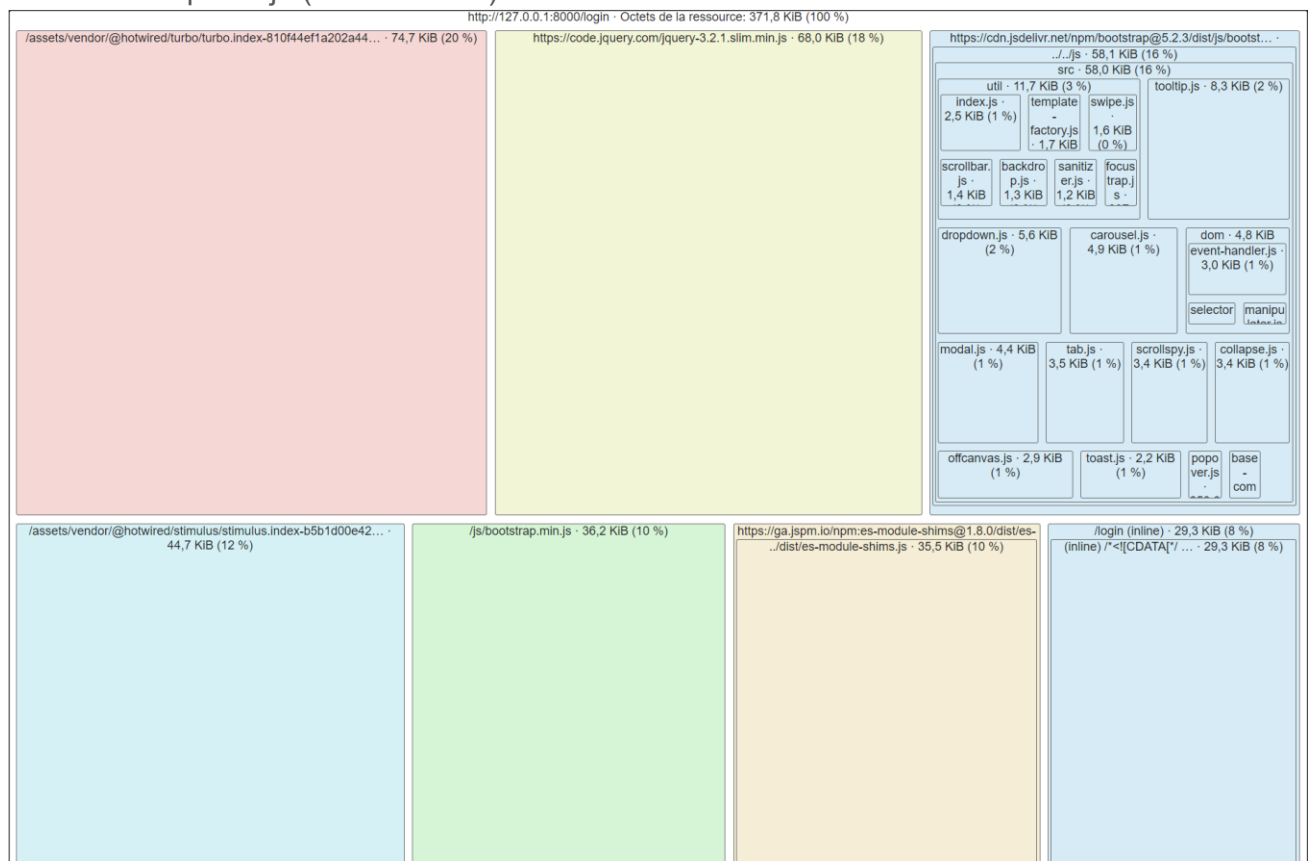 http://127.0.0.1:8000/login · Octets de la ressource: 371,8 KiB (100 %)
/assets/vendor/@hotwired/turbo/turbo.index-810f44ef1a202a44… · 74,7 KiB (20 %)
https://code.jquery.com/jquery-3.2.1.slim.min.js · 68,0 KiB (18 %)
https://cdn.jsdelivr.net/npm/bootstrap@5.2.3/dist/js/bootst… ·
../../js · 58,1 KiB (16 %)
src · 58,0 KiB (16 %)
util · 11,7 KiB (3 %)
index.js ·
2,5 KiB (1 %)
template
-
factory.js
· 1,7 KiB
swipe.js
·
1,6 KiB
(0 %)
scrollbar.
js ·
1,4 KiB
backdro
p.js ·
1,3 KiB
sanitiz
er.js ·
1,2 KiB
focus
trap.j
s ·
tooltip.js · 8,3 KiB (2 %)
dropdown.js · 5,6 KiB
(2 %)
carousel.js ·
4,9 KiB (1 %)
dom · 4,8 KiB
event-handler.js ·
3,0 KiB (1 %)
selector
manipu
modal.js · 4,4 KiB
(1 %)
tab.js ·
3,5 KiB (1 %)
scrollspy.js ·
3,4 KiB (1 %)
collapse.js ·
3,4 KiB (1 %)
offcanvas.js · 2,9 KiB
(1 %)
toast.js · 2,2 KiB
(1 %)
popo
ver.js
·
base
-
com
/assets/vendor/@hotwired/stimulus/stimulus.index-b5b1d00e42… ·
44,7 KiB (12 %)
/js/bootstrap.min.js · 36,2 KiB (10 %)
https://ga.jspm.io/npm:es-module-shims@1.8.0/dist/es-
../dist/es-module-shims.js · 35,5 KiB (10 %)
/login (inline) · 29,3 KiB (8 %)
(inline) /*<![CDATA[*/ … · 29,3 KiB (8 %)